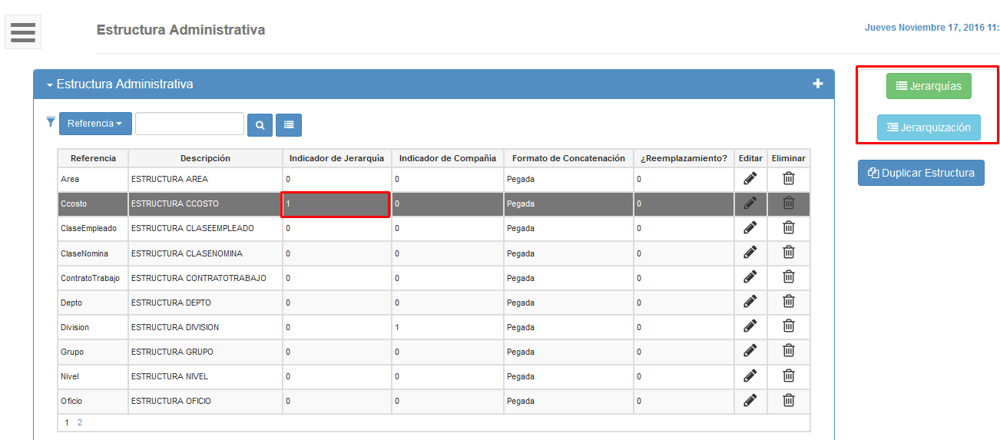 Estructura Administrativa
Jueves Noviembre 17, 2016 11:
Estructura Administrativa
Jerarquías
Jerarquización
Duplicar Estructura
Referencia
Referencia Descripción Indicador de Jerarquía Indicador de Compañía Formato de Concatenación ¿Reemplazamiento? Editar Eliminar
Area ESTRUCTURA AREA 0 0 Pegada 0
Ccosto ESTRUCTURA CCOSTO 1 0 Pegada 0
ClaseEmpleado ESTRUCTURA CLASEEMPLEADO 0 0 Pegada 0
ClaseNomina ESTRUCTURA CLASENOMINA 0 0 Pegada 0
ContratoTrabajo ESTRUCTURA CONTRATOTRABAJO 0 0 Pegada 0
Depto ESTRUCTURA DEPTO 0 0 Pegada 0
Division ESTRUCTURA DIVISION 0 1 Pegada 0
Grupo ESTRUCTURA GRUPO 0 0 Pegada 0
Nivel ESTRUCTURA NIVEL 0 0 Pegada 0
Oficio ESTRUCTURA OFICIO 0 0 Pegada 0
1 2